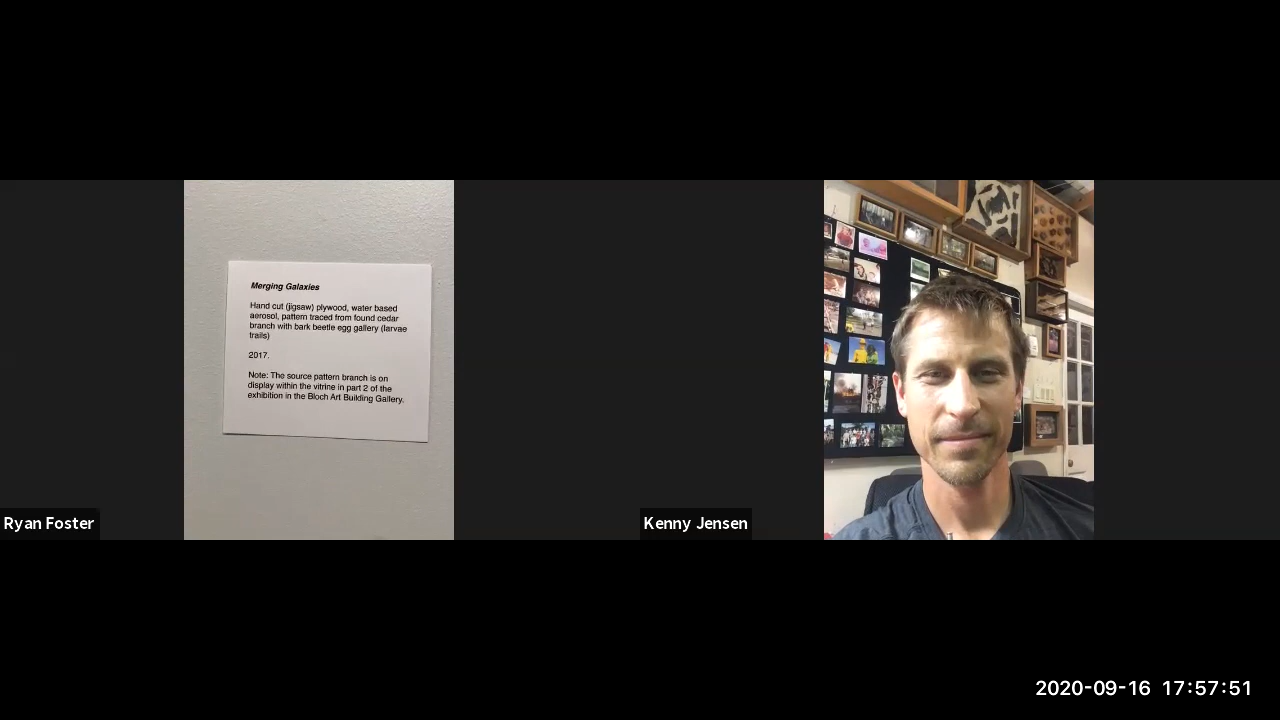 Merging Galaxies
Hand cut (jigsaw) plywood, water based
aerosol, pattern traced from found cedar
branch with bark beetle egg gallery (larvae
trails)
2017.
Note: The source pattern branch is on
display within the vitrine in part 2 of the
exhibition in the Bloch Art Building Gallery.
Ryan Foster
Kenny Jensen
2020-09-16 17:57:51